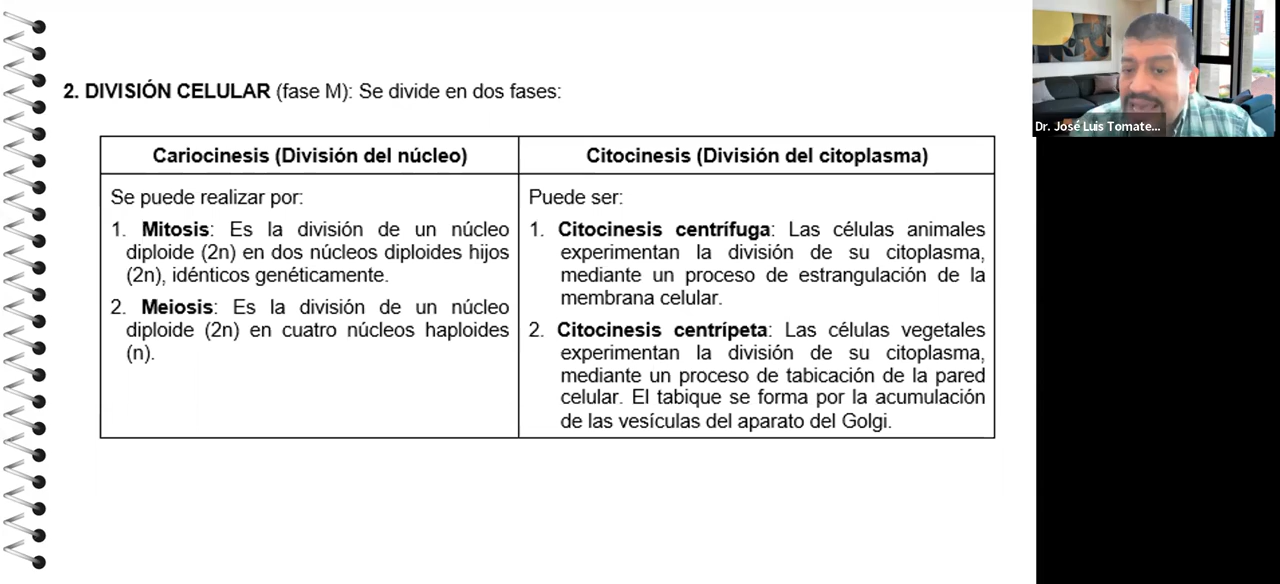 2. DIVISIÓN CELULAR (fase M): Se divide en dos fases:
Cariocinesis (División del núcleo)
Se puede realizar por:
1. Mitosis: Es la división de un núcleo
diploide (2n) en dos núcleos diploides hijos
(2n), idénticos genéticamente.
2. Meiosis: Es la división de un núcleo
diploide (2n) en cuatro núcleos haploides
(n).
Citocinesis (División del citoplasma)
Puede ser:
1. Citocinesis centrífuga: Las células animales
experimentan la división de su citoplasma,
mediante un proceso de estrangulación de la
membrana celular.
2. Citocinesis centrípeta: Las células vegetales
experimentan la división de su citoplasma,
mediante un proceso de tabicación de la pared
celular. El tabique se forma por la acumulación
de las vesículas del aparato del Golgi.
Dr. José Luis Tomate...